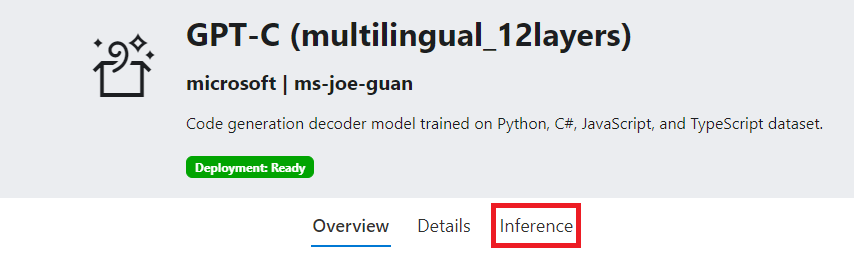 GPT-C (multilingual_12layers)
microsoft | ms-joe-guan
Code generation decoder model trained on Python, C#, JavaScript, and TypeScript dataset.
Deployment: Ready
Overview Details Inference